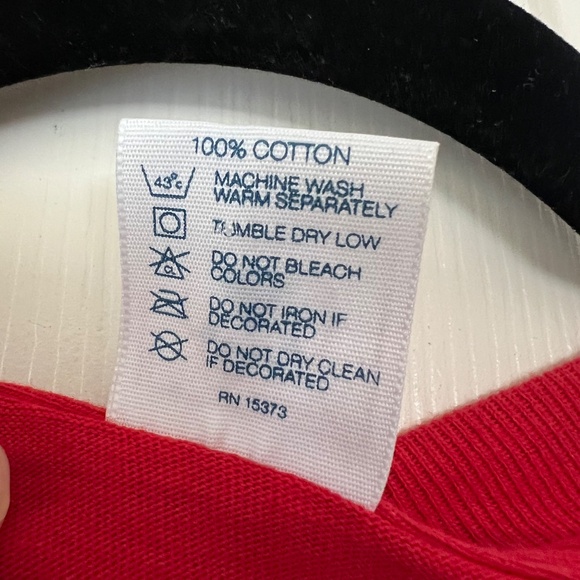 100% COTTON
43°c MACHINE WASH
WARM SEPARATELY
TUMBLE DRY LOW
DO NOT BLEACH
COLORS
DO NOT IRON IF
DECORATED
DO NOT DRY CLEAN
IF DECORATED
RN 15373